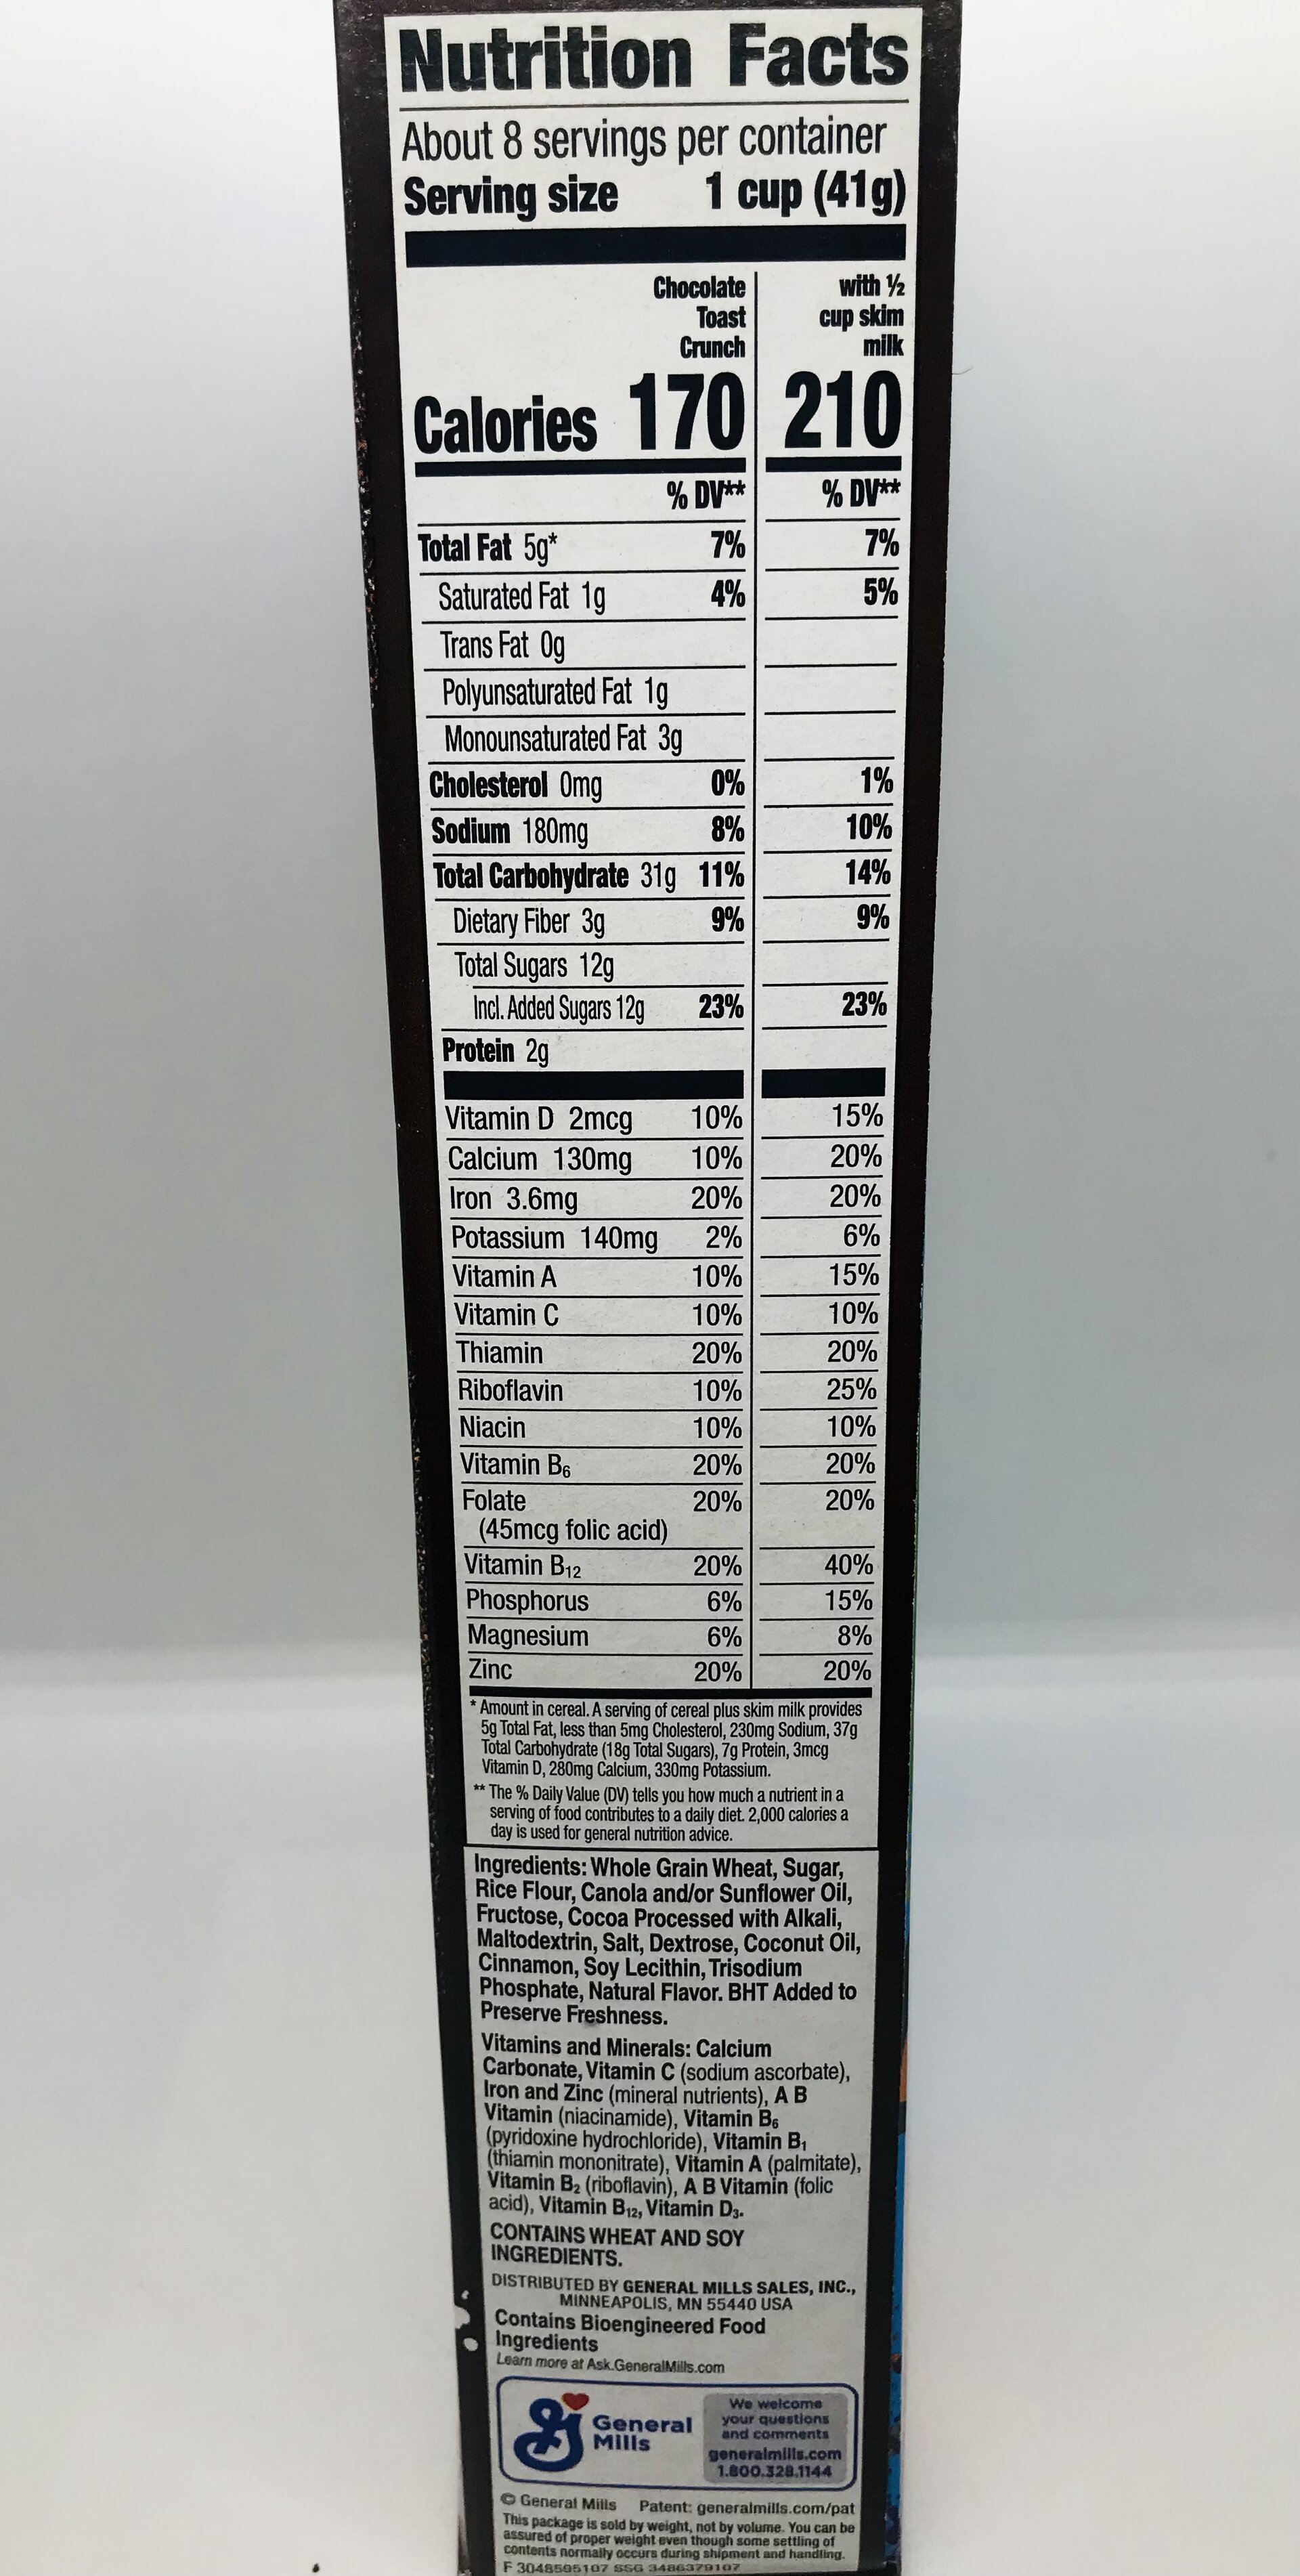 Nutrition Facts
About 8 servings per container
Serving size 1 cup (41g)
Chocolate Toast Crunch
with ½ cup skim milk
Calories 170 210
% DV** % DV**
Total Fat 5g* 7% 7%
Saturated Fat 1g 4% 5%
Trans Fat 0g
Polyunsaturated Fat 1g
Monounsaturated Fat 3g
Cholesterol 0mg 0% 1%
Sodium 180mg 8% 10%
Total Carbohydrate 31g 11% 14%
Dietary Fiber 3g 9% 9%
Total Sugars 12g
Incl. Added Sugars 12g 23% 23%
Protein 2g
Vitamin D 2mcg 10% 15%
Calcium 130mg 10% 20%
Iron 3.6mg 20% 20%
Potassium 140mg 2% 6%
Vitamin A 10% 15%
Vitamin C 10% 10%
Thiamin 20% 20%
Riboflavin 10% 25%
Niacin 10% 10%
Vitamin B₆ 20% 20%
Folate 20% 20%
(45mcg folic acid)
Vitamin B₁₂ 20% 40%
Phosphorus 6% 15%
Magnesium 6% 8%
Zinc 20% 20%
* Amount in cereal. A serving of cereal plus skim milk provides
5g Total Fat, less than 5mg Cholesterol, 230mg Sodium, 37g
Total Carbohydrate (18g Total Sugars), 7g Protein, 3mcg
Vitamin D, 280mg Calcium, 330mg Potassium.
** The % Daily Value (DV) tells you how much a nutrient in a
serving of food contributes to a daily diet. 2,000 calories a
day is used for general nutrition advice.
Ingredients: Whole Grain Wheat, Sugar,
Rice Flour, Canola and/or Sunflower Oil,
Fructose, Cocoa Processed with Alkali,
Maltodextrin, Salt, Dextrose, Coconut Oil,
Cinnamon, Soy Lecithin, Trisodium
Phosphate, Natural Flavor. BHT Added to
Preserve Freshness.
Vitamins and Minerals: Calcium
Carbonate, Vitamin C (sodium ascorbate),
Iron and Zinc (mineral nutrients), A B
Vitamin (niacinamide), Vitamin B₆
(pyridoxine hydrochloride), Vitamin B₁
(thiamin mononitrate), Vitamin A (palmitate),
Vitamin B₂ (riboflavin), A B Vitamin (folic
acid), Vitamin B₁₂, Vitamin D₃.
CONTAINS WHEAT AND SOY
INGREDIENTS.
DISTRIBUTED BY GENERAL MILLS SALES, INC.,
MINNEAPOLIS, MN 55440 USA
Contains Bioengineered Food
Ingredients
Learn more at Ask.GeneralMills.com
General
Mills
We welcome
your questions
and comments
generalmills.com
1.800.328.1144
© General Mills Patent: generalmills.com/pat
This package is sold by weight, not by volume. You can be
assured of proper weight even though some settling of
contents normally occurs during shipment and handling.
F 3048595107 SSG 3486379107